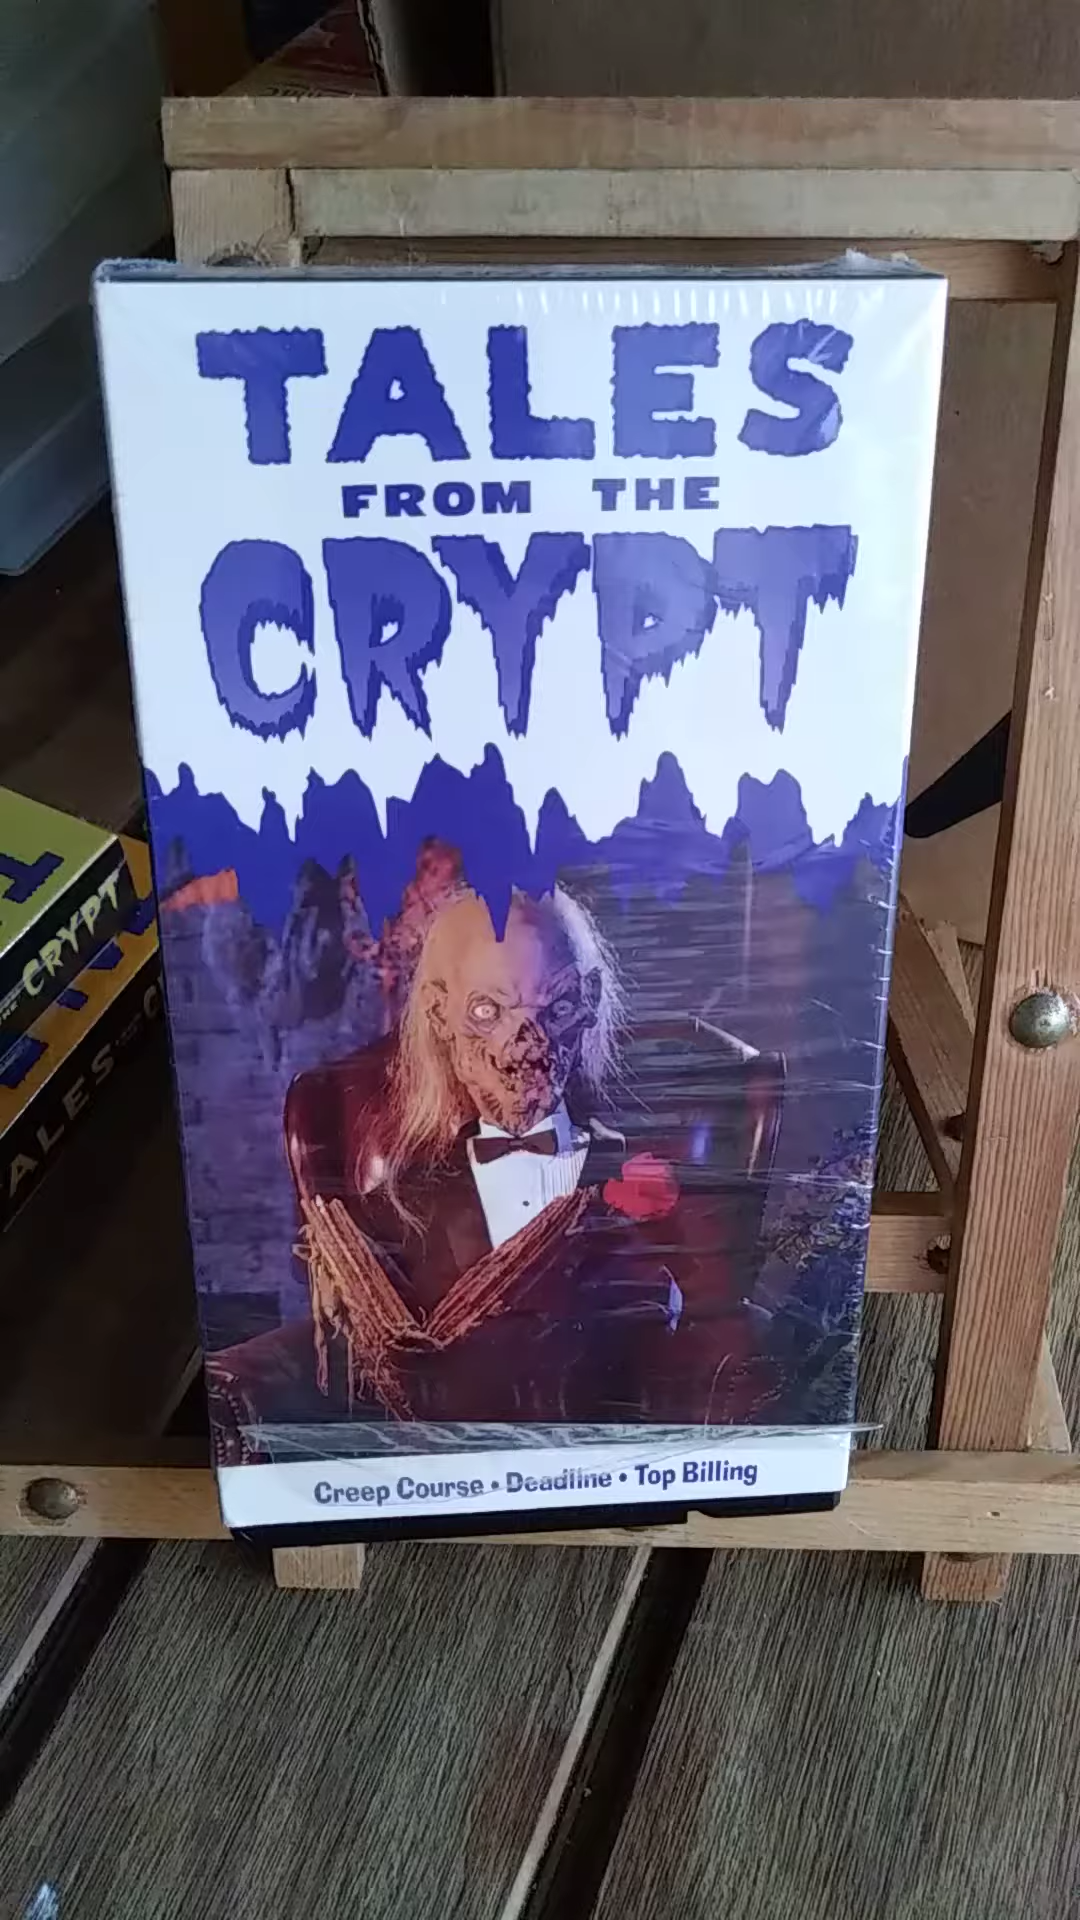 TALES
FROM THE
CRYPT
Creep Course • Deadline • Top Billing
CRYPT
TALES